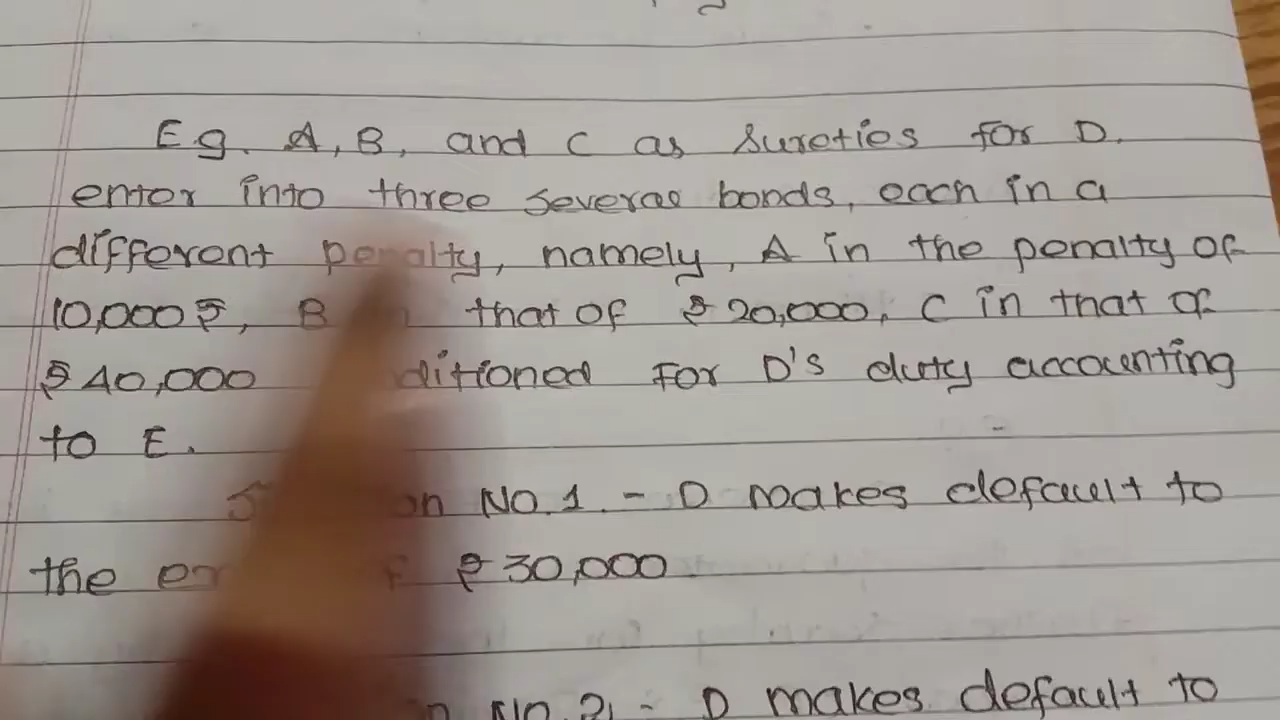 Eg. A, B, and C as Sureties for D.
enter into three several bonds, each in a
different penalty, namely, A in the penalty of
10,000₹, B that of ₹20,000, C in that of
₹40,000 for D's duty accounting
to E.
No.1. - D makes default to
the ₹30,000
No.2. - D makes default to